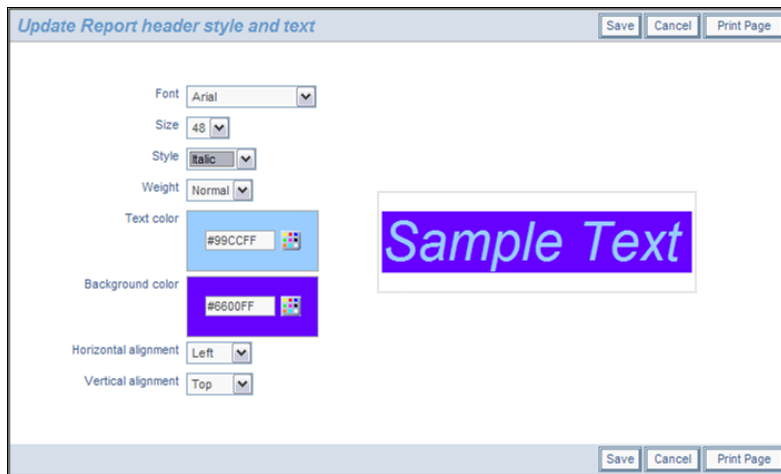 Update Report header style and text
Save Cancel Print Page
Font Arial
Size 48
Style Italic
Weight Normal
Text color
#99CCFF
Sample Text
Background color
#6600FF
Horizontal alignment Left
Vertical alignment Top
Save Cancel Print Page